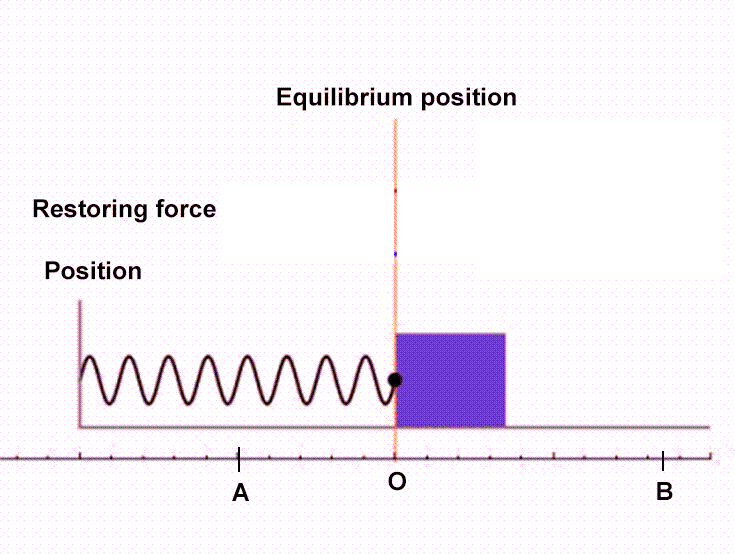 Equilibrium position
Restoring force
Position
A
O
B